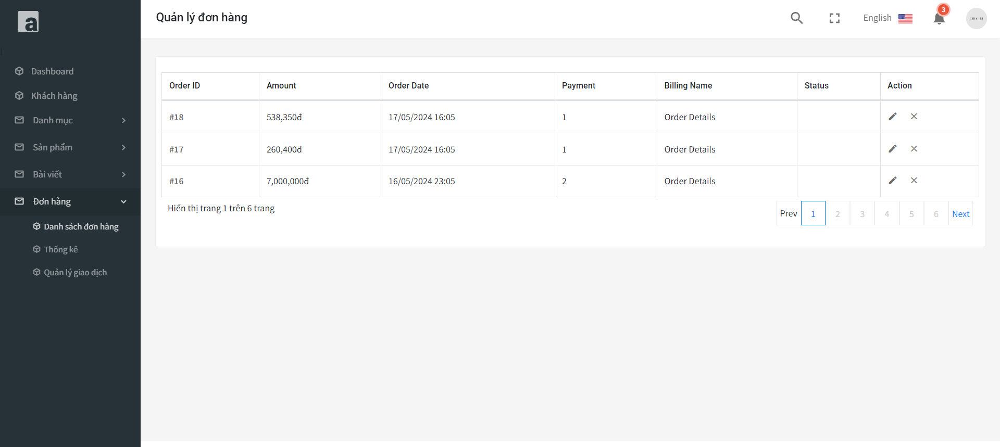 a
Quản lý đơn hàng
English
3
128 x 128
Dashboard
Khách hàng
Danh mục
Sản phẩm
Bài viết
Đơn hàng
Danh sách đơn hàng
Thống kê
Quản lý giao dịch
Order ID Amount Order Date Payment Billing Name Status Action
#18 538,350đ 17/05/2024 16:05 1 Order Details
#17 260,400đ 17/05/2024 16:05 1 Order Details
#16 7,000,000đ 16/05/2024 23:05 2 Order Details
Hiển thị trang 1 trên 6 trang
Prev 1 2 3 4 5 6 Next